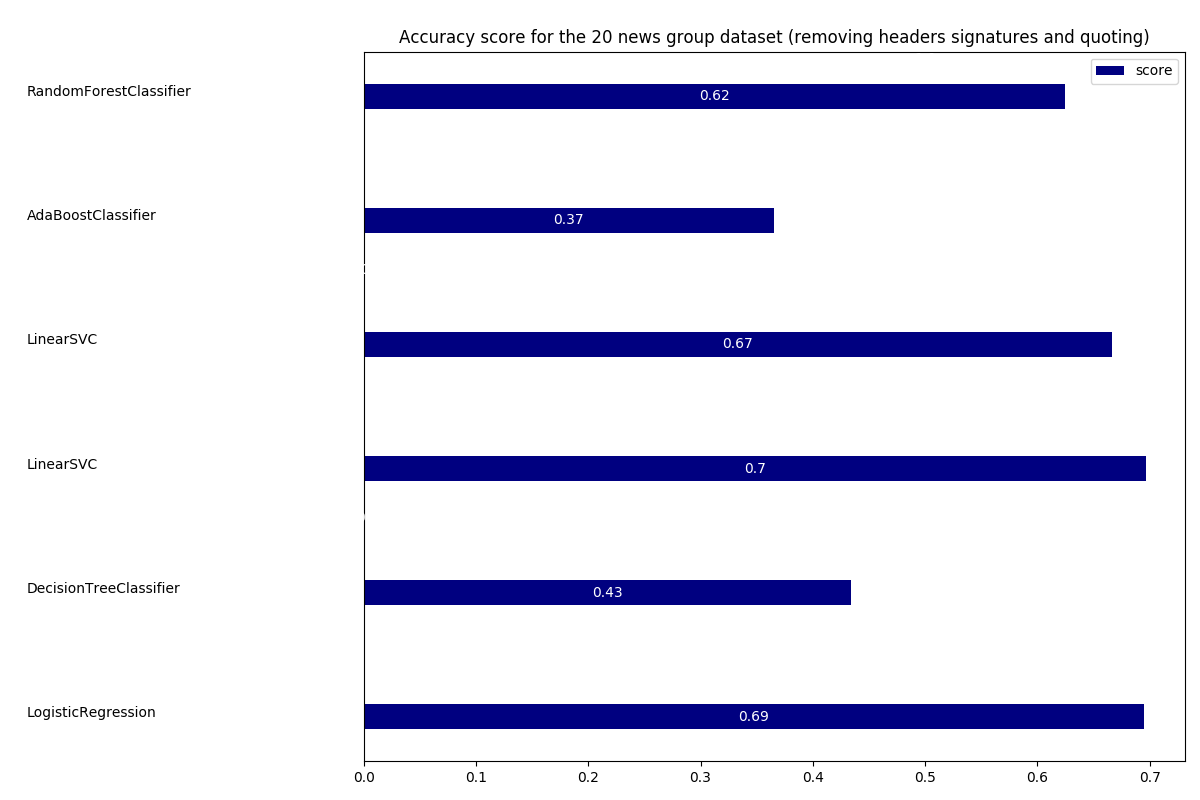 Accuracy score for the 20 news group dataset (removing headers signatures and quoting)
score
RandomForestClassifier
0.62
AdaBoostClassifier
0.37
LinearSVC
0.67
LinearSVC
0.7
DecisionTreeClassifier
0.43
LogisticRegression
0.69
0.0 0.1 0.2 0.3 0.4 0.5 0.6 0.7